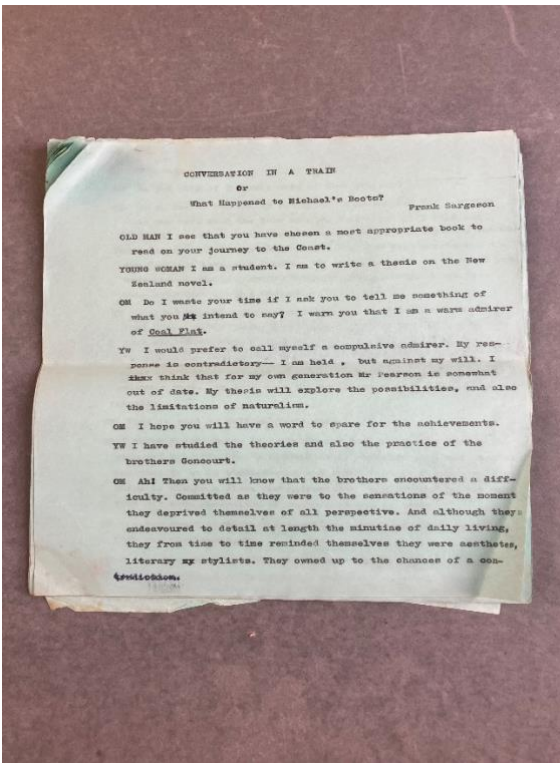 CONVERSATION IN A TRAIN
Or
What Happened to Michael's Boots?
Frank Sargeson
OLD MAN I see that you have chosen a most appropriate book to
read on your journey to the Coast.
YOUNG WOMAN I am a student. I am to write a thesis on the New
Zealand novel.
OM Do I waste your time if I ask you to tell me something of
what you intend to say? I warn you that I am a warm admirer
of Coal Flat.
YW I would prefer to call myself a compulsive admirer. My res-
ponse is contradictory— I am held , but against my will. I
think that for my own generation Mr Pearson is somewhat
out of date. My thesis will explore the possibilities, and also
the limitations of naturalism.
OM I hope you will have a word to spare for the achievements.
YW I have studied the theories and also the practice of the
brothers Goncourt.
OM Ah! Then you will know that the brothers encountered a diff-
iculty. Committed as they were to the sensations of the moment
they deprived themselves of all perspective. And although they
endeavoured to detail at length the minutiae of daily living,
they from time to time reminded themselves they were aesthetes,
literary stylists. They owned up to the chances of a con-
tradiction.